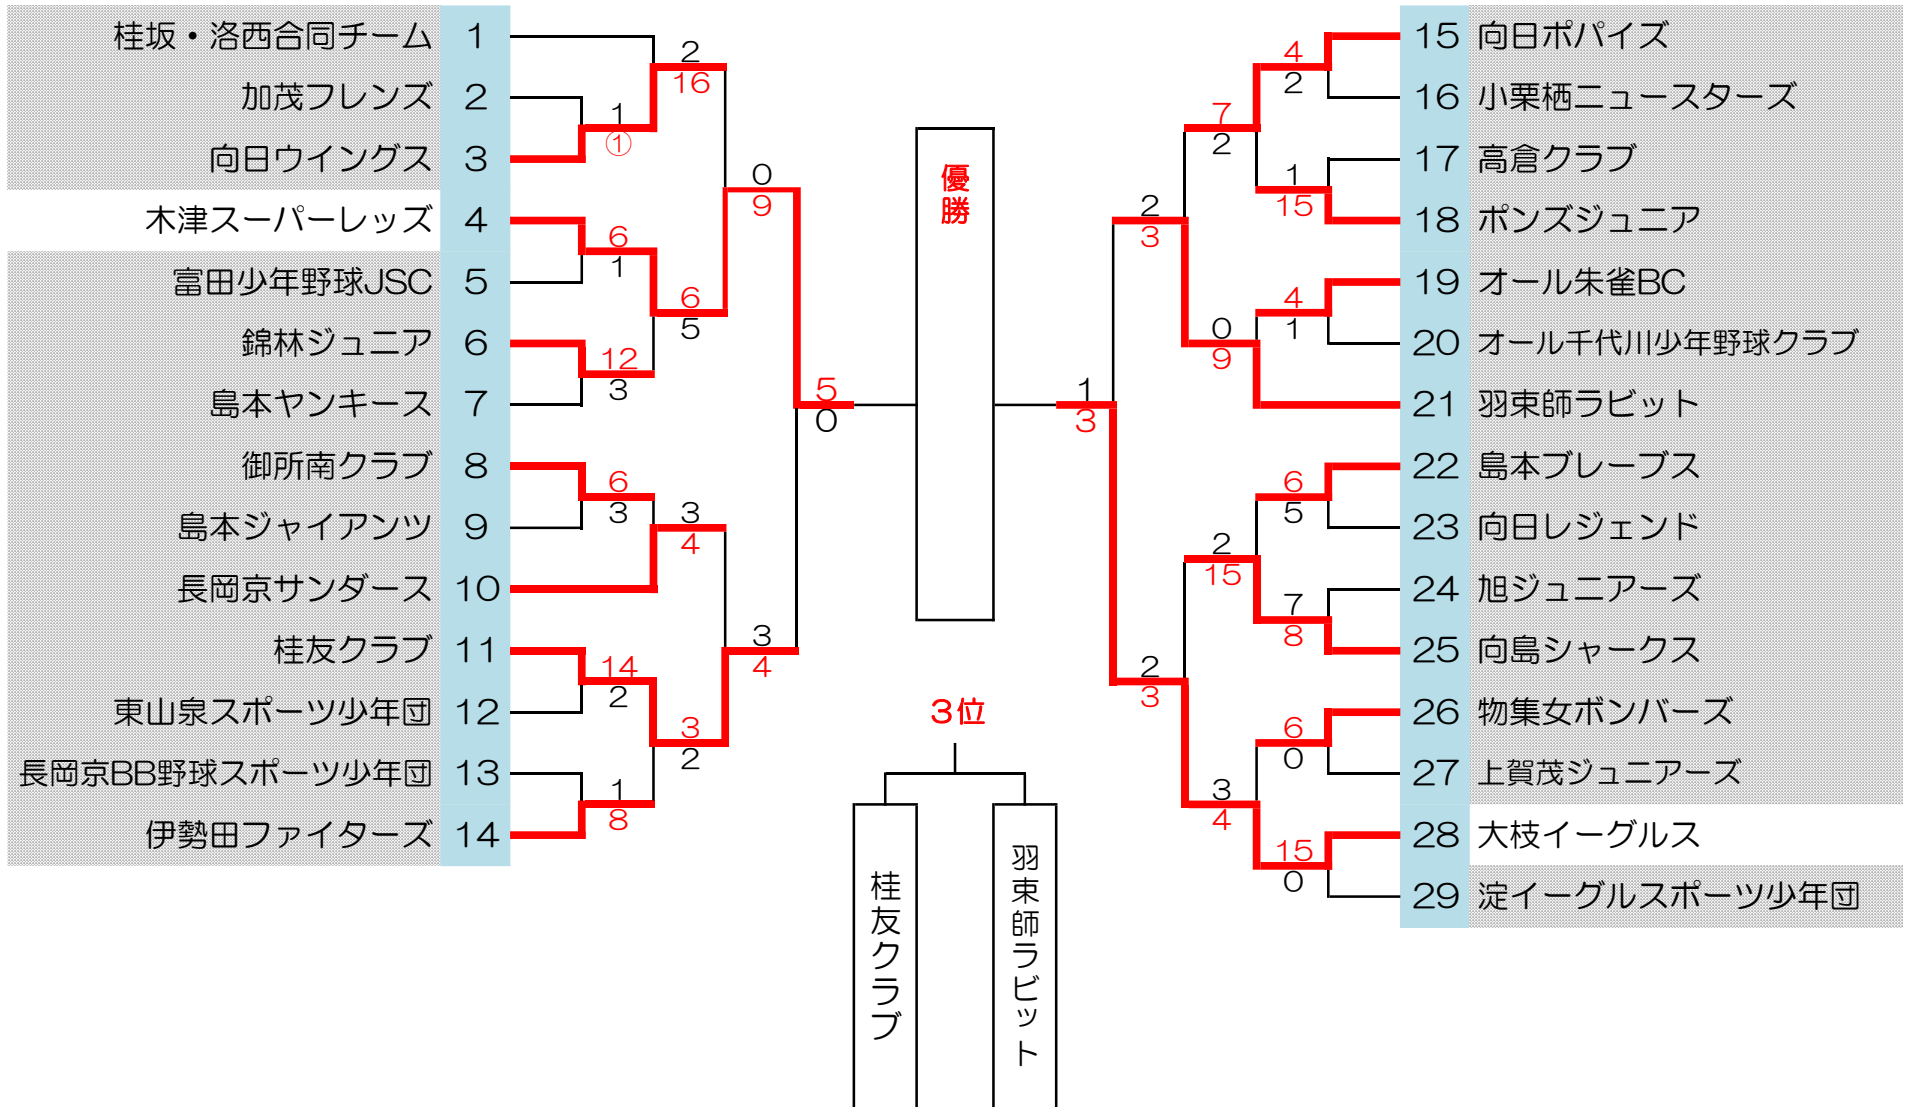 桂坂・洛西合同チーム 1
加茂フレンズ 2
向日ウイングス 3
木津スーパーレッズ 4
富田少年野球JSC 5
錦林ジュニア 6
島本ヤンキース 7
御所南クラブ 8
島本ジャイアンツ 9
長岡京サンダース 10
桂友クラブ 11
東山泉スポーツ少年団 12
長岡京BB野球スポーツ少年団 13
伊勢田ファイターズ 14
1
①
6
1
12
3
6
3
14
2
1
8
2
16
6
5
3
4
3
2
0
9
3
4
5
0
優勝
1
3
2
3
2
3
7
2
0
9
2
15
3
4
4
2
1
15
4
1
6
5
7
8
6
0
15
0
15 向日ポパイズ
16 小栗栖ニュースターズ
17 高倉クラブ
18 ポンズジュニア
19 オール朱雀BC
20 オール千代川少年野球クラブ
21 羽束師ラビット
22 島本ブレーブス
23 向日レジェンド
24 旭ジュニアーズ
25 向島シャークス
26 物集女ボンバーズ
27 上賀茂ジュニアーズ
28 大枝イーグルス
29 淀イーグルスポーツ少年団
3位
桂友クラブ
羽束師ラビット